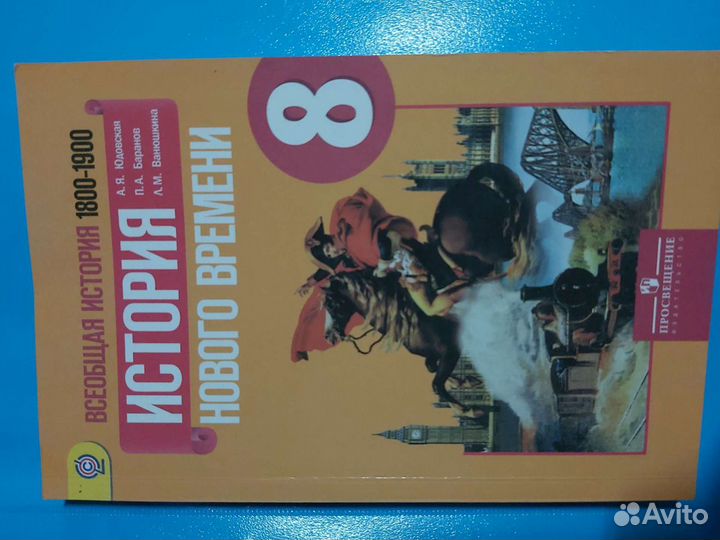 ВСЕОБЩАЯ ИСТОРИЯ 1800-1900
А. Я. Юдовская
П. А. Баранов
Л. М. Ванюшкина
ИСТОРИЯ
НОВОГО ВРЕМЕНИ
8
ПРОСВЕЩЕНИЕ
ИЗДАТЕЛЬСТВО
Avito